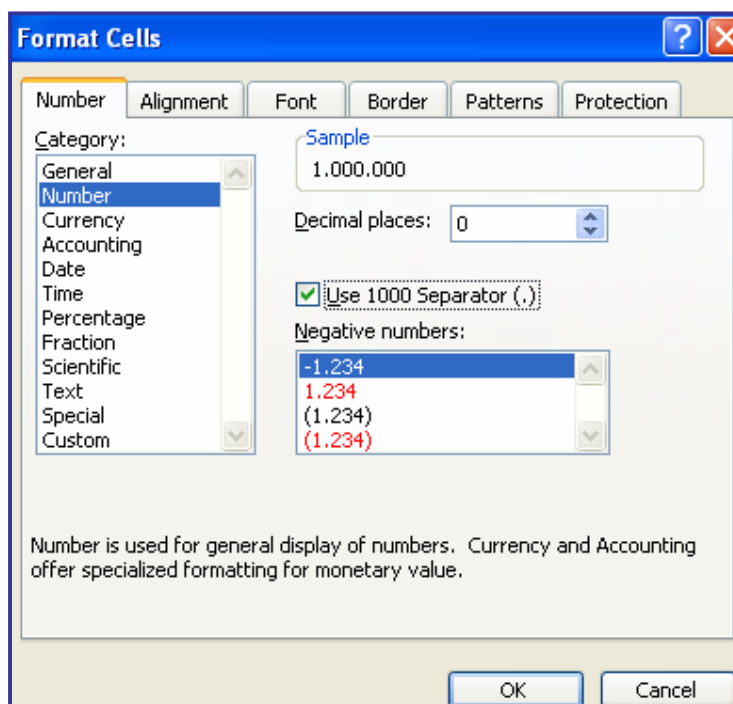 Format Cells
?
Number Alignment Font Border Patterns Protection
Category:
General
Number
Currency
Accounting
Date
Time
Percentage
Fraction
Scientific
Text
Special
Custom
Sample
1.000.000
Decimal places: 0
Use 1000 Separator (.)
Negative numbers:
-1.234
1.234
(1.234)
(1.234)
Number is used for general display of numbers. Currency and Accounting
offer specialized formatting for monetary value.
OK Cancel